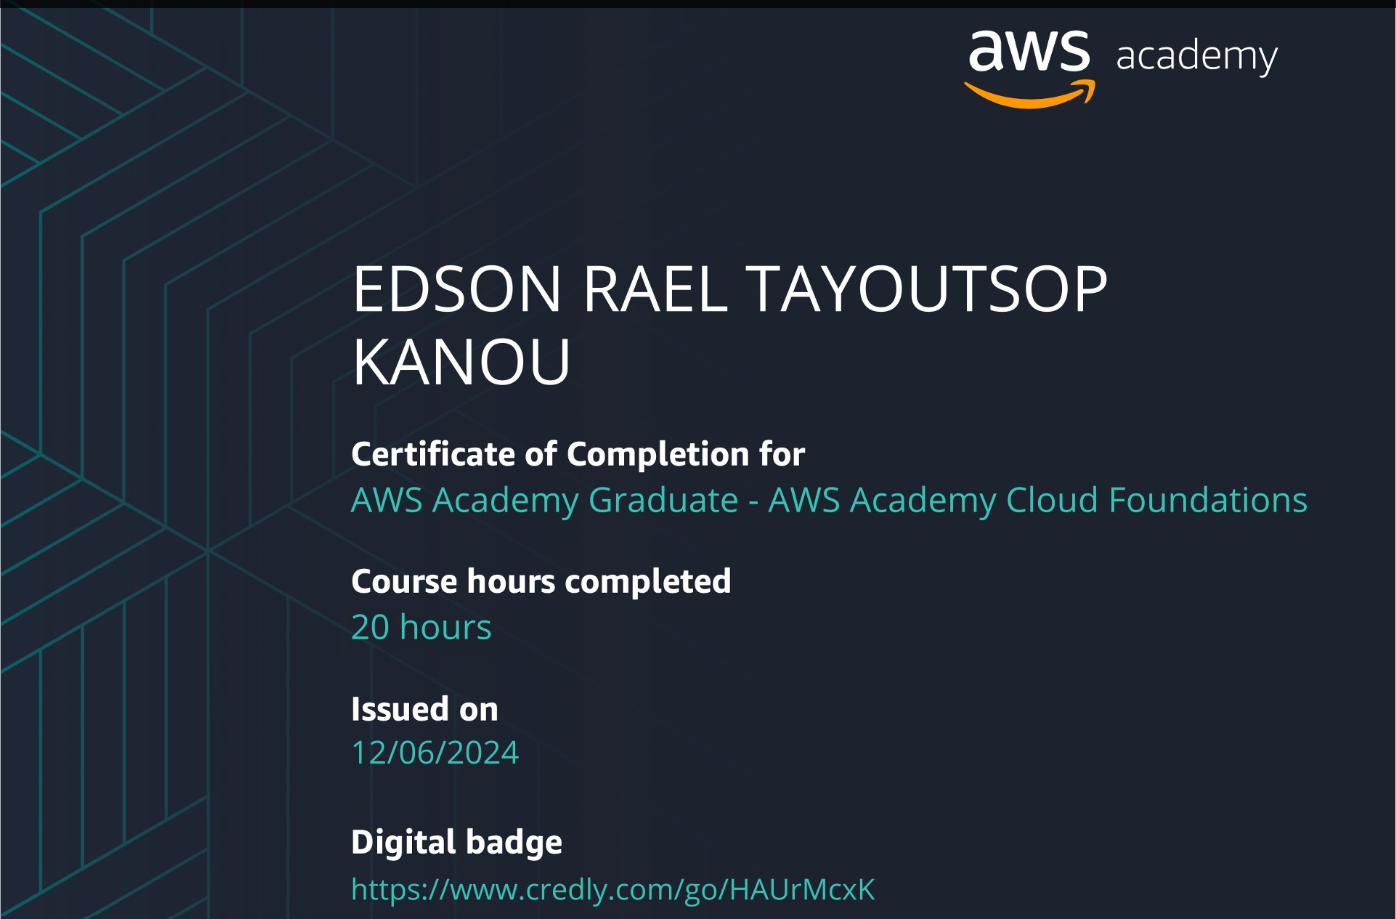 aws academy
EDSON RAEL TAYOUTSOP
KANOU
Certificate of Completion for
AWS Academy Graduate - AWS Academy Cloud Foundations
Course hours completed
20 hours
Issued on
12/06/2024
Digital badge
https://www.credly.com/go/HAUrMcxK